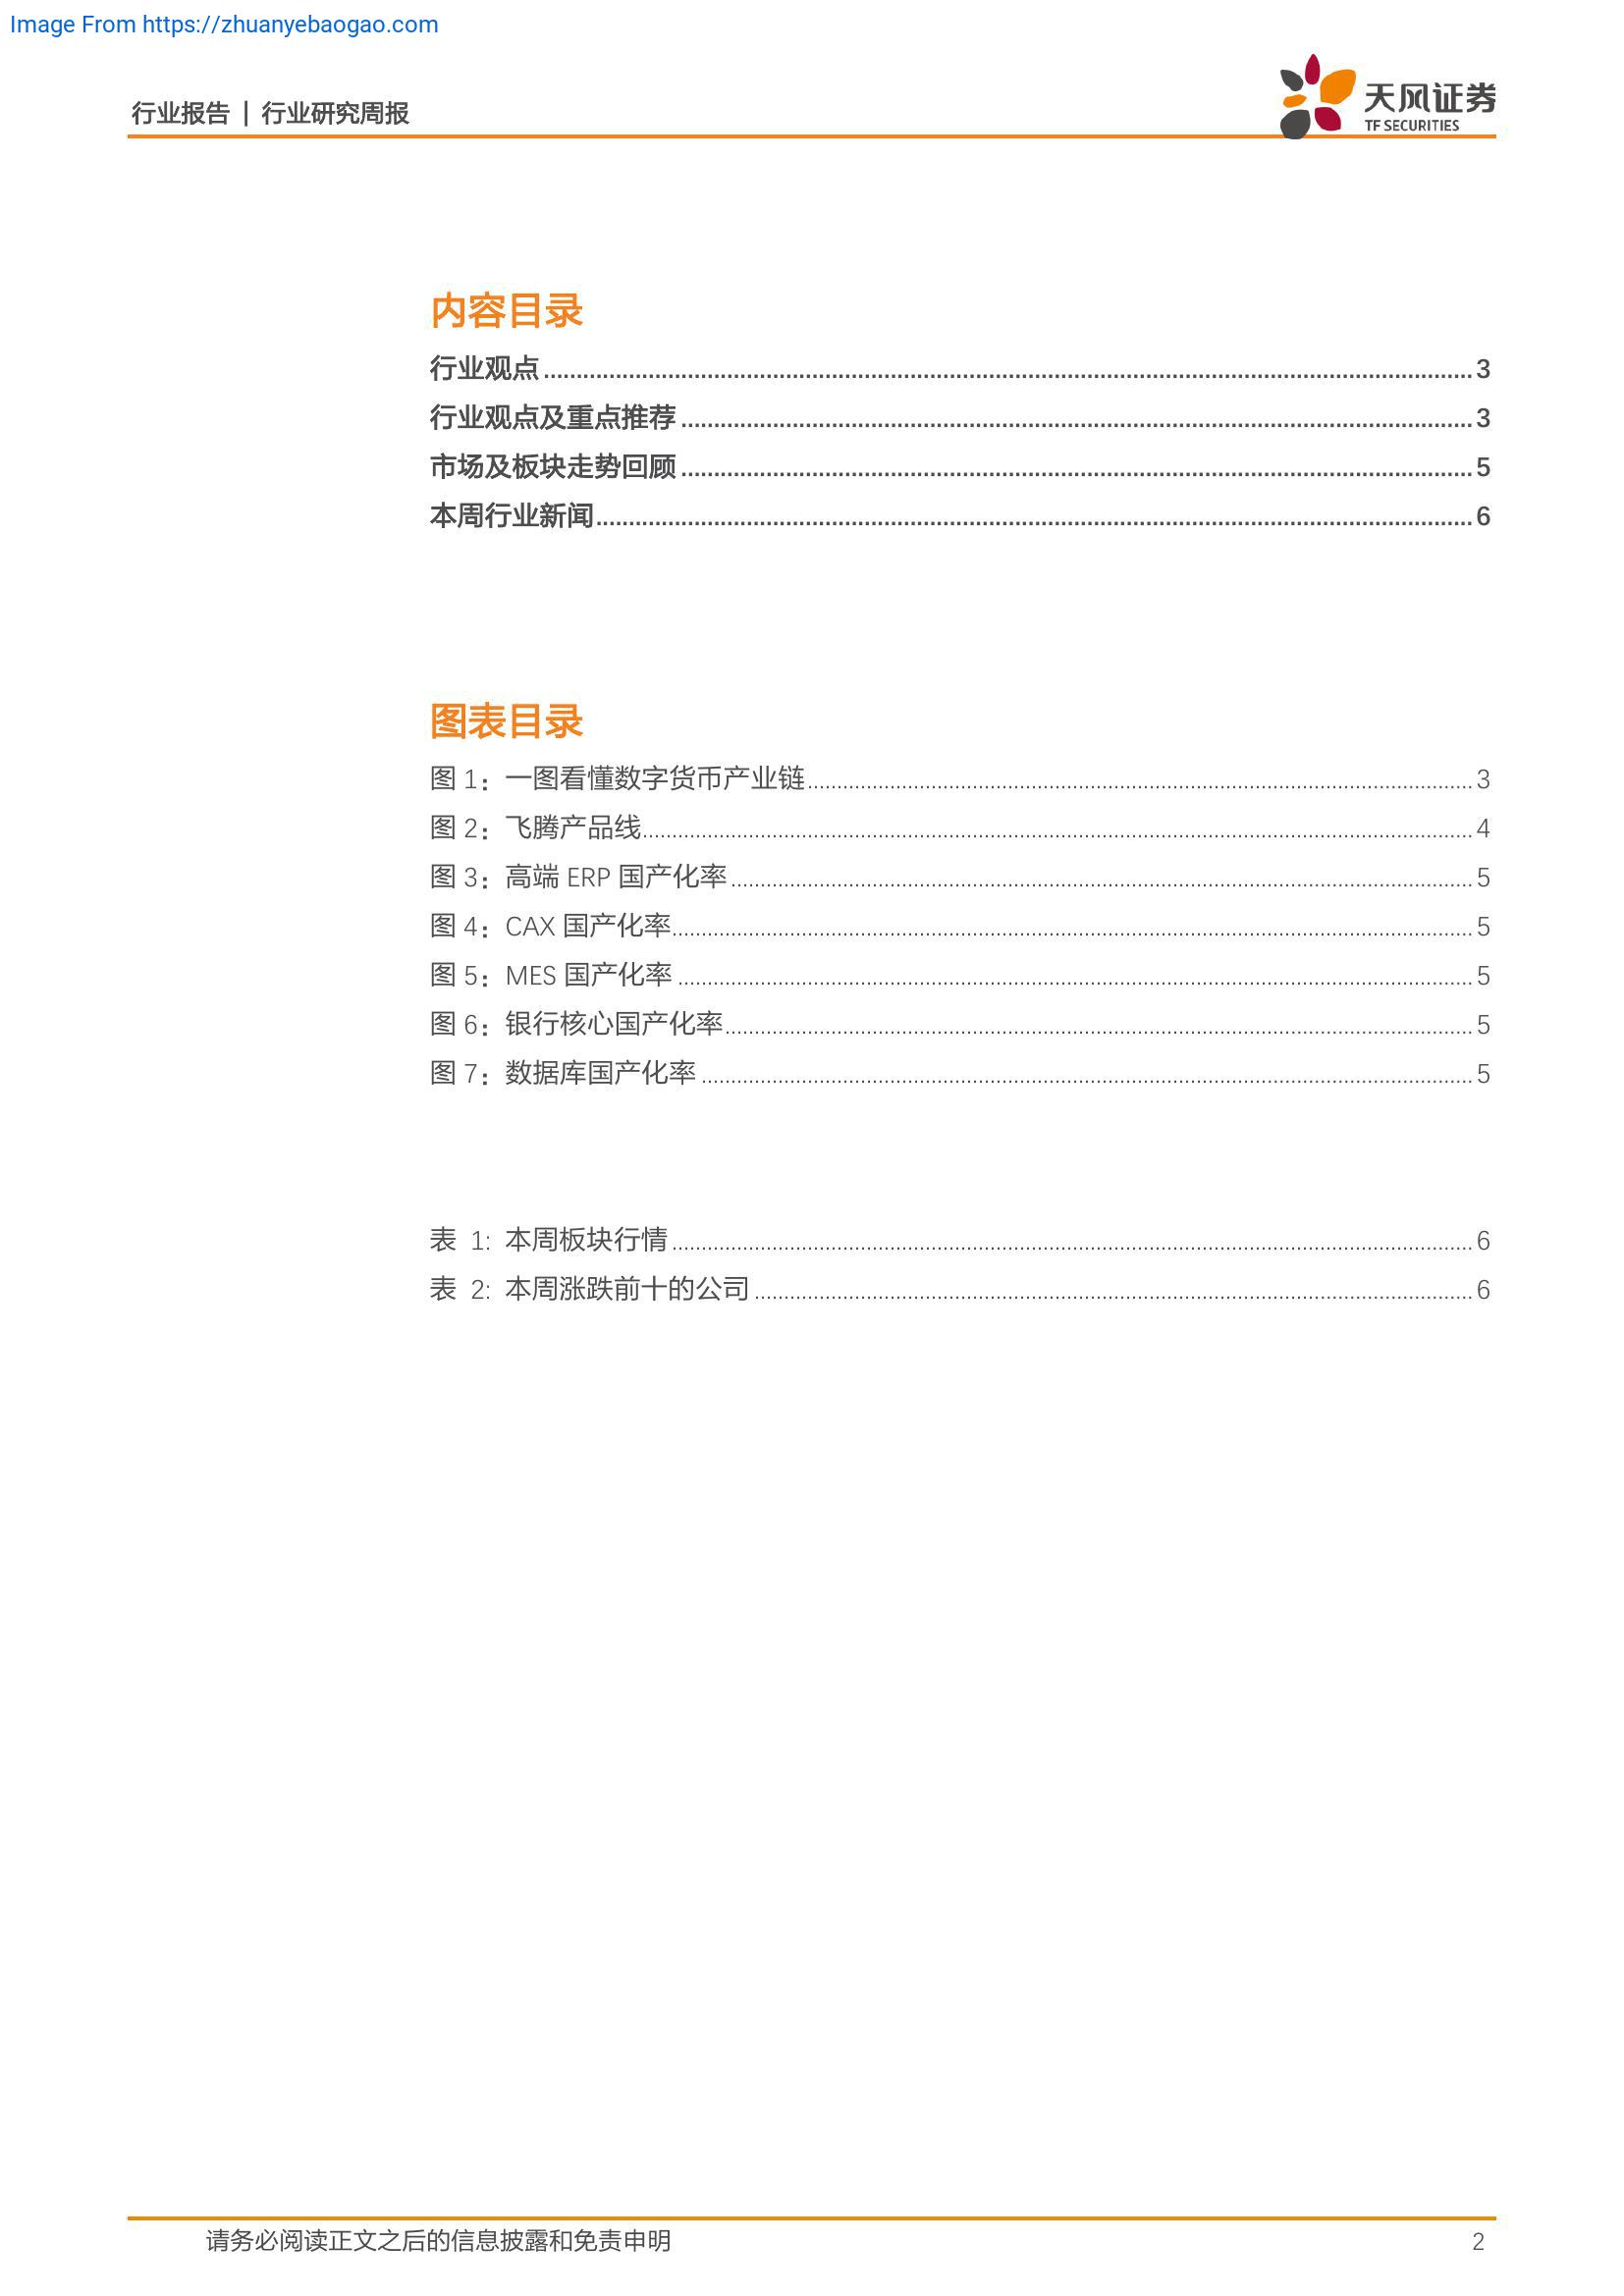 Image From https://zhuanyebaogao.com
行业报告 | 行业研究周报
天风证券
TF SECURITIES
内容目录
行业观点 3
行业观点及重点推荐 3
市场及板块走势回顾 5
本周行业新闻 6
图表目录
图 1：一图看懂数字货币产业链 3
图 2：飞腾产品线 4
图 3：高端 ERP 国产化率 5
图 4：CAX 国产化率 5
图 5：MES 国产化率 5
图 6：银行核心国产化率 5
图 7：数据库国产化率 5
表 1: 本周板块行情 6
表 2: 本周涨跌前十的公司 6
请务必阅读正文之后的信息披露和免责申明 2